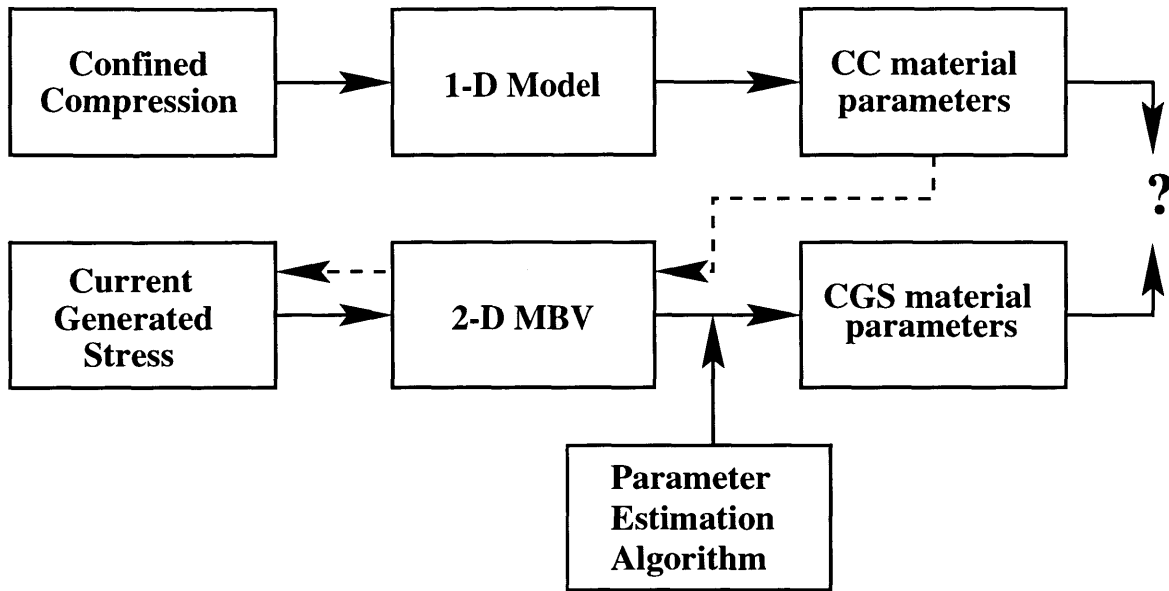 Confined
Compression
1-D Model
CC material
parameters
?
Current
Generated
Stress
2-D MBV
CGS material
parameters
Parameter
Estimation
Algorithm